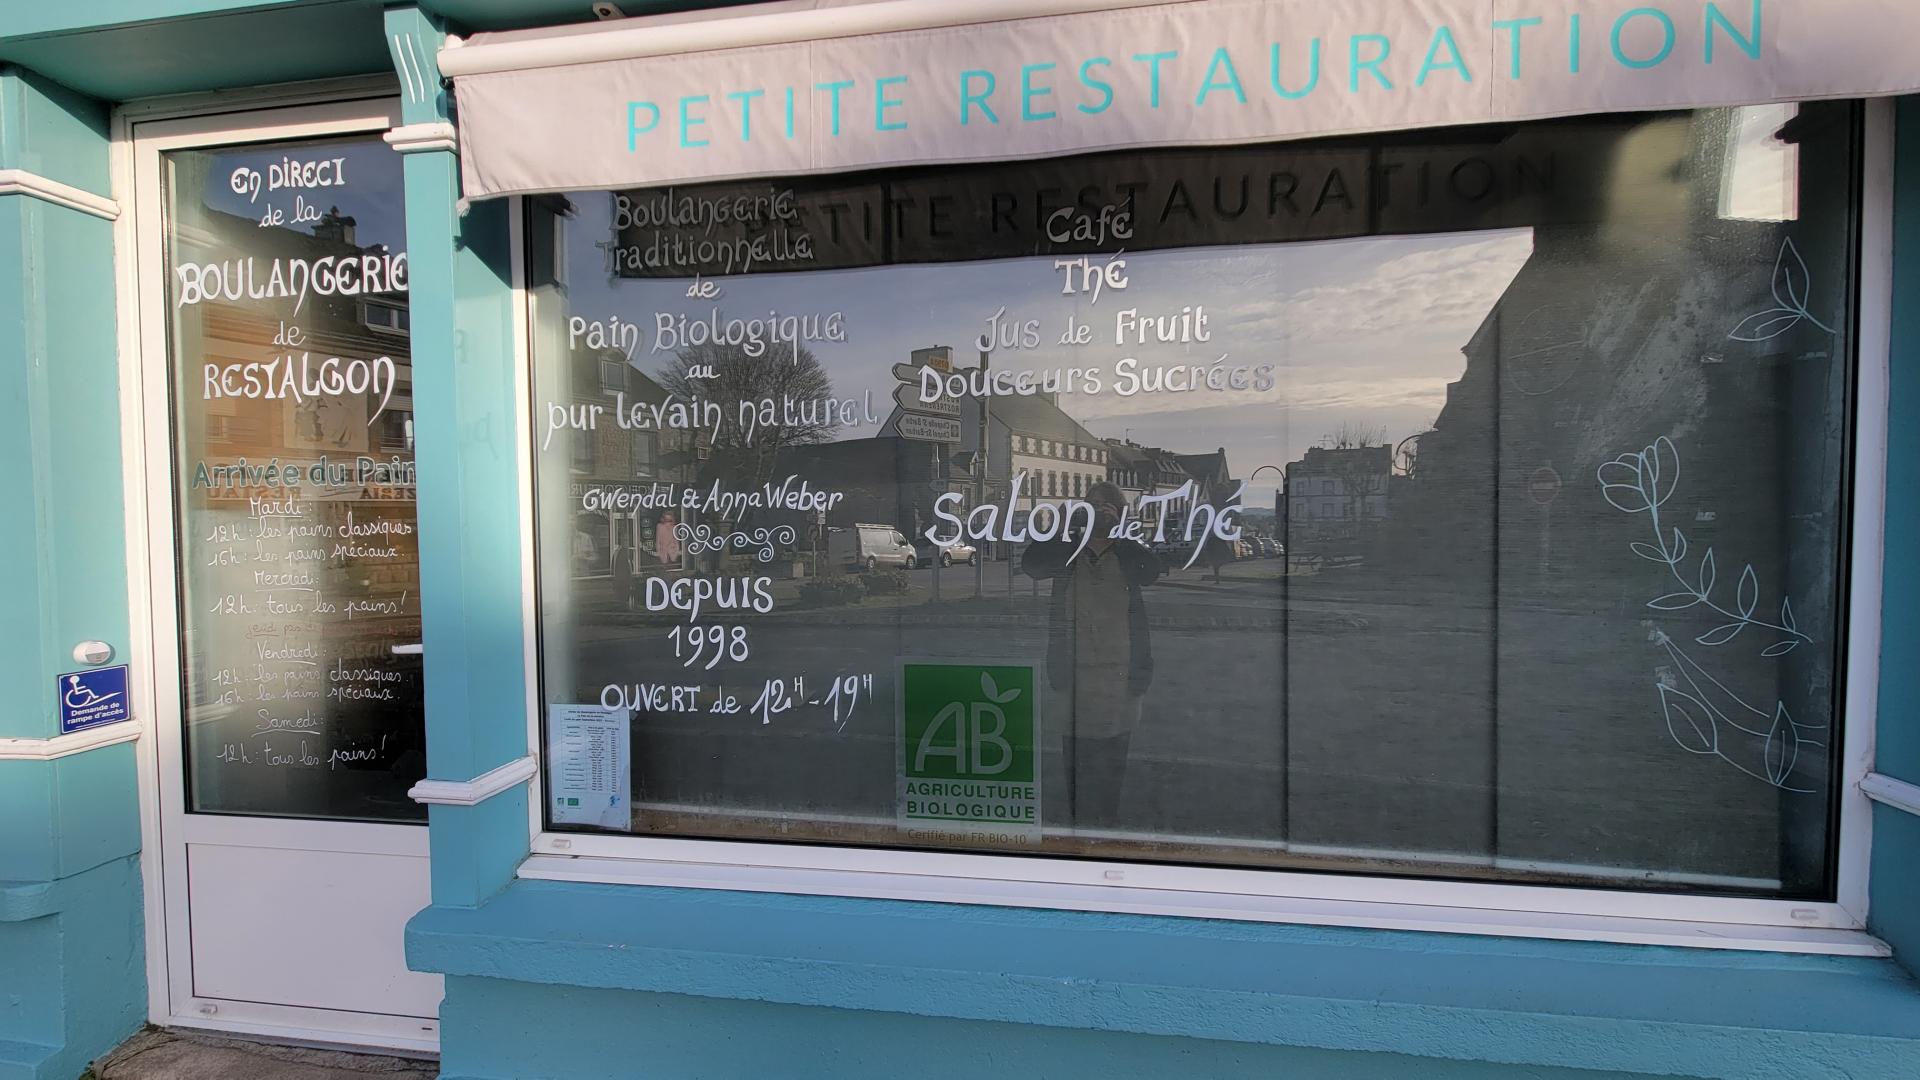 PETITE RESTAURATION
En DIRECT
de la
BOULANGERIE
de
RESTALGON
Arrivée du Pain
Mardi:
12h: les pains classiques
16h: les pains spéciaux.
Mercredi:
12h: tous les pains!
Vendredi:
12h: les pains classiques.
16h: les pains spéciaux.
Samedi:
12h: tous les pains!
Demande de
rampe d'accès
Boulangerie
Traditionnelle
de
Pain Biologique
au
pur levain naturel
Gwendal & Anna Weber
DEPUIS
1998
OUVERT de 12H-19H
Café
Thé
Jus de Fruit
Douceurs Sucrées
Salon de Thé
AB
AGRICULTURE
BIOLOGIQUE
Cerifié par FR-BIO-10